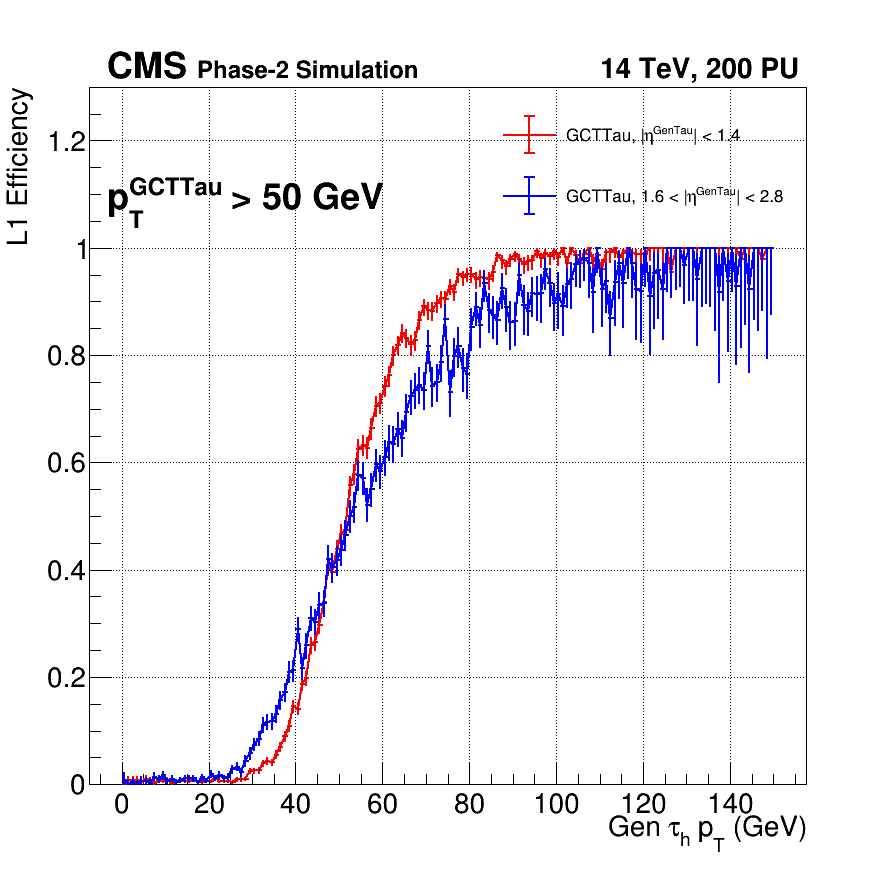 CMS Phase-2 Simulation 14 TeV, 200 PU
L1 Efficiency
GCTTau, |η^GenTau| < 1.4
GCTTau, 1.6 < |η^GenTau| < 2.8
p_T^GCTTau > 50 GeV
1.2
1
0.8
0.6
0.4
0.2
0
0 20 40 60 80 100 120 140
Gen τ_h p_T (GeV)